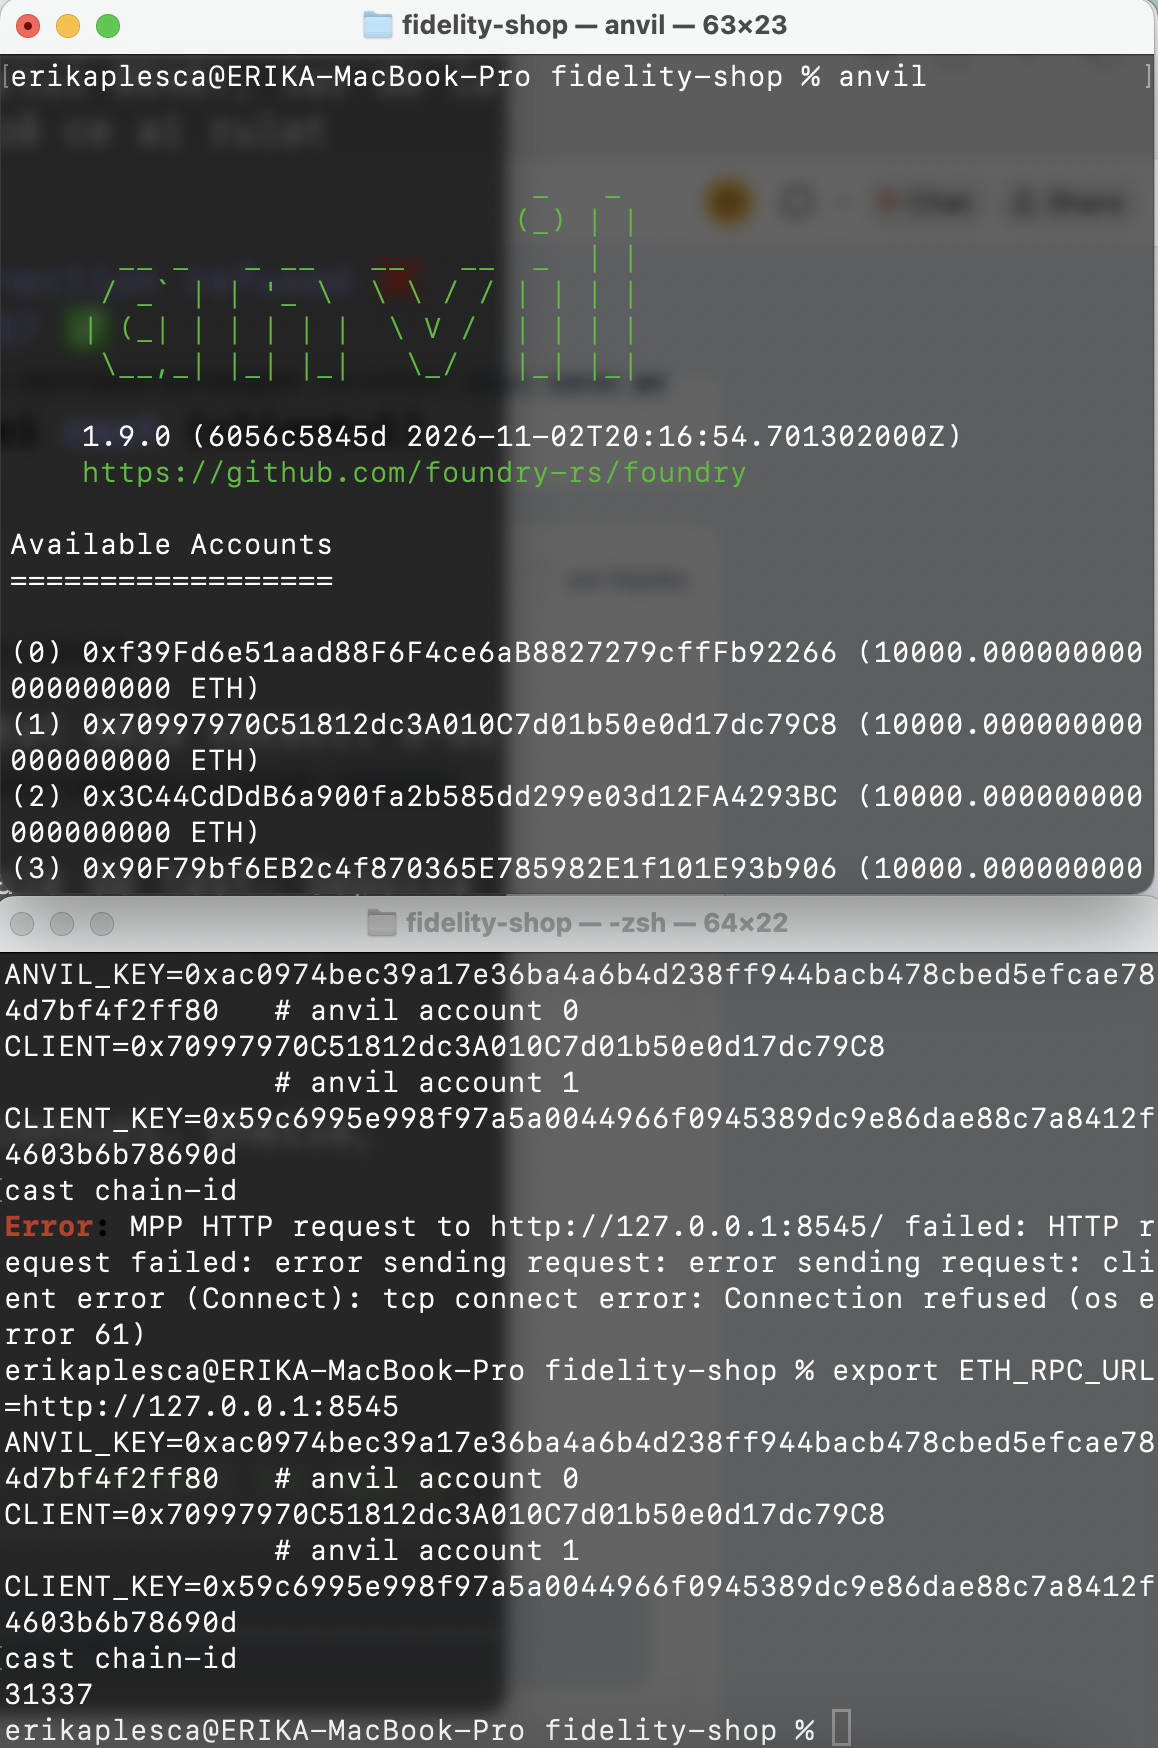 fidelity-shop — anvil — 63×23
[erikaplesca@ERIKA-MacBook-Pro fidelity-shop % anvil ]
1.9.0 (6056c5845d 2026-11-02T20:16:54.701302000Z)
https://github.com/foundry-rs/foundry
Available Accounts
==================
(0) 0xf39Fd6e51aad88F6F4ce6aB8827279cffFb92266 (10000.000000000
000000000 ETH)
(1) 0x70997970C51812dc3A010C7d01b50e0d17dc79C8 (10000.000000000
000000000 ETH)
(2) 0x3C44CdDdB6a900fa2b585dd299e03d12FA4293BC (10000.000000000
000000000 ETH)
(3) 0x90F79bf6EB2c4f870365E785982E1f101E93b906 (10000.000000000
fidelity-shop — -zsh — 64×22
ANVIL_KEY=0xac0974bec39a17e36ba4a6b4d238ff944bacb478cbed5efcae78
4d7bf4f2ff80   # anvil account 0
CLIENT=0x70997970C51812dc3A010C7d01b50e0d17dc79C8
# anvil account 1
CLIENT_KEY=0x59c6995e998f97a5a0044966f0945389dc9e86dae88c7a8412f
4603b6b78690d
cast chain-id
Error: MPP HTTP request to http://127.0.0.1:8545/ failed: HTTP r
equest failed: error sending request: error sending request: cli
ent error (Connect): tcp connect error: Connection refused (os e
rror 61)
erikaplesca@ERIKA-MacBook-Pro fidelity-shop % export ETH_RPC_URL
=http://127.0.0.1:8545
ANVIL_KEY=0xac0974bec39a17e36ba4a6b4d238ff944bacb478cbed5efcae78
4d7bf4f2ff80   # anvil account 0
CLIENT=0x70997970C51812dc3A010C7d01b50e0d17dc79C8
# anvil account 1
CLIENT_KEY=0x59c6995e998f97a5a0044966f0945389dc9e86dae88c7a8412f
4603b6b78690d
cast chain-id
31337
erikaplesca@ERIKA-MacBook-Pro fidelity-shop %